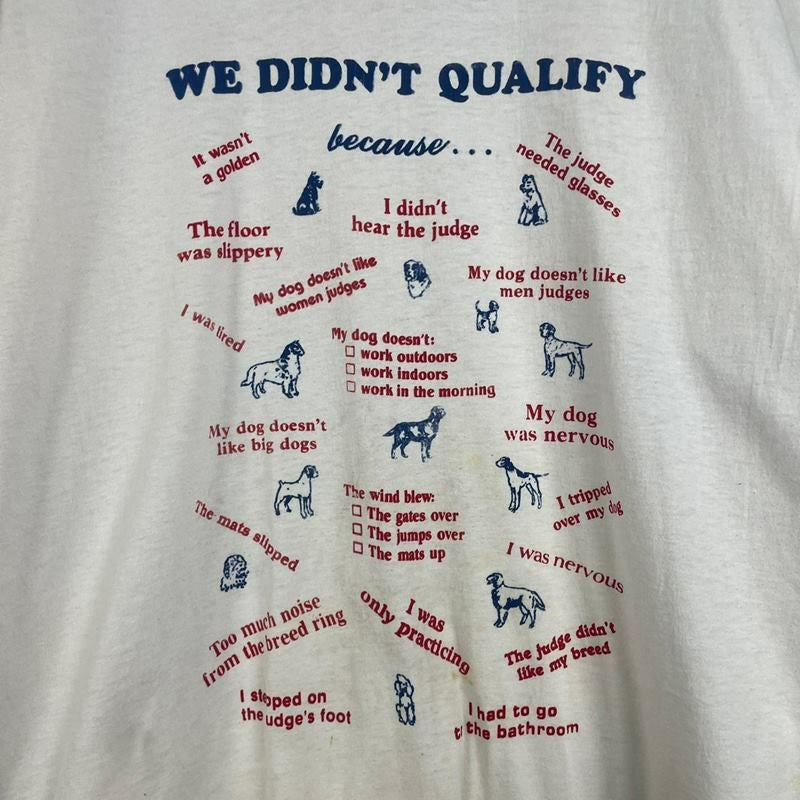 WE DIDN'T QUALIFY
because...
It wasn't
a golden
The judge
needed glasses
I didn't
hear the judge
The floor
was slippery
My dog doesn't like
women judges
My dog doesn't like
men judges
I was tired
My dog doesn't:
☐ work outdoors
☐ work indoors
☐ work in the morning
My dog doesn't
like big dogs
My dog
was nervous
The wind blew:
☐ The gates over
☐ The jumps over
☐ The mats up
I tripped
over my dog
The mats slipped
I was nervous
Too much noise
from the breed ring
I was
only practicing
The judge didn't
like my breed
I stepped on
the judge's foot
I had to go
to the bathroom